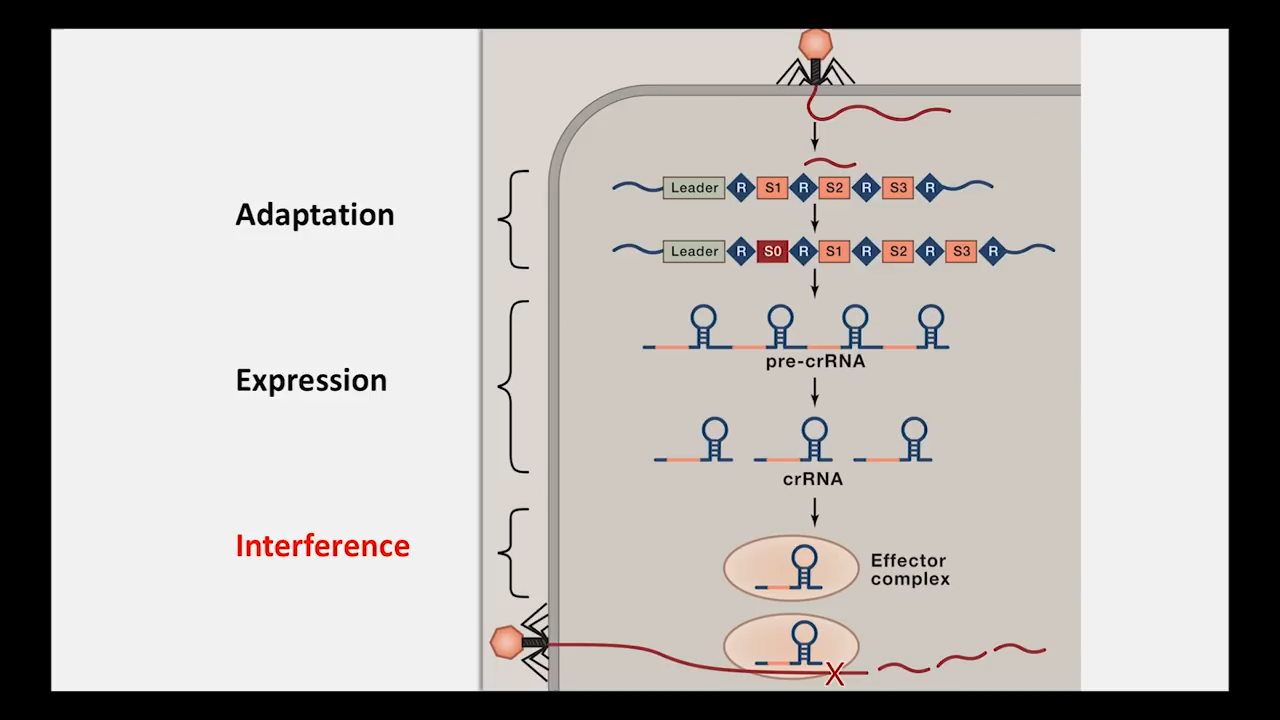 Adaptation
Leader R S1 R S2 R S3 R
Leader R S0 R S1 R S2 R S3 R
Expression
pre-crRNA
crRNA
Interference
Effector
complex
X